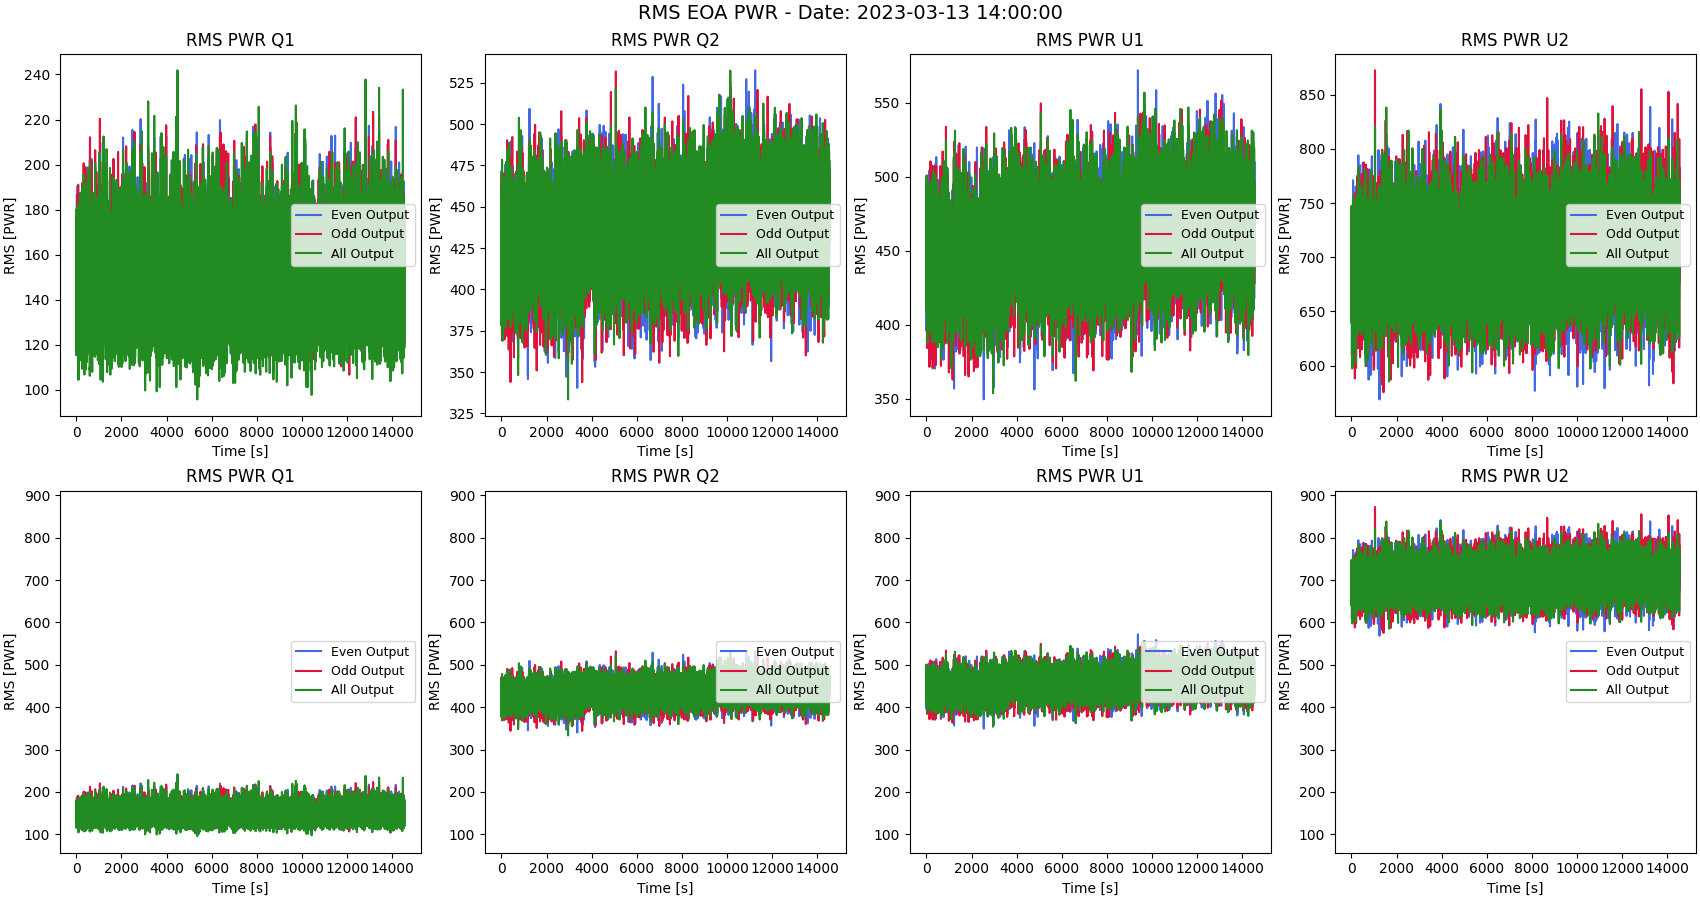 RMS EOA PWR - Date: 2023-03-13 14:00:00
RMS PWR Q1
RMS [PWR]
240
220
200
180
160
140
120
100
0 2000 4000 6000 8000 10000 12000 14000
Time [s]
Even Output
Odd Output
All Output
RMS PWR Q2
RMS [PWR]
525
500
475
450
425
400
375
350
325
0 2000 4000 6000 8000 10000 12000 14000
Time [s]
Even Output
Odd Output
All Output
RMS PWR U1
RMS [PWR]
550
500
450
400
350
0 2000 4000 6000 8000 10000 12000 14000
Time [s]
Even Output
Odd Output
All Output
RMS PWR U2
RMS [PWR]
850
800
750
700
650
600
0 2000 4000 6000 8000 10000 12000 14000
Time [s]
Even Output
Odd Output
All Output
RMS PWR Q1
RMS [PWR]
900
800
700
600
500
400
300
200
100
0 2000 4000 6000 8000 10000 12000 14000
Time [s]
Even Output
Odd Output
All Output
RMS PWR Q2
RMS [PWR]
900
800
700
600
500
400
300
200
100
0 2000 4000 6000 8000 10000 12000 14000
Time [s]
Even Output
Odd Output
All Output
RMS PWR U1
RMS [PWR]
900
800
700
600
500
400
300
200
100
0 2000 4000 6000 8000 10000 12000 14000
Time [s]
Even Output
Odd Output
All Output
RMS PWR U2
RMS [PWR]
900
800
700
600
500
400
300
200
100
0 2000 4000 6000 8000 10000 12000 14000
Time [s]
Even Output
Odd Output
All Output